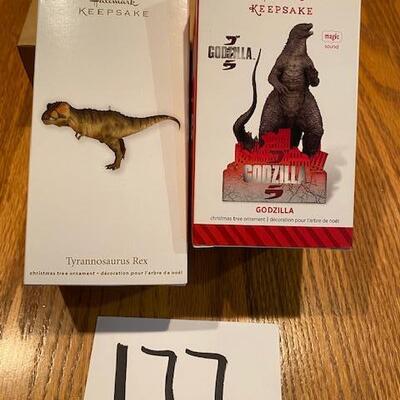 Hallmark
KEEPSAKE
Tyrannosaurus Rex
christmas tree ornament – décoration pour l'arbre de noël
KEEPSAKE
GODZILLA
magic
sound
GODZILLA
GODZILLA
christmas tree ornament | décoration pour l'arbre de noël
177